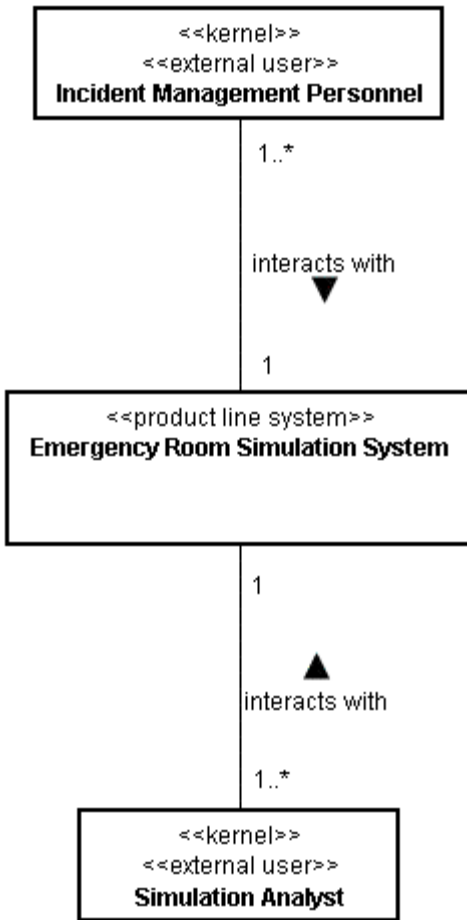 <<kernel>>
<<external user>>
Incident Management Personnel
1..*
interacts with
1
<<product line system>>
Emergency Room Simulation System
1
interacts with
1..*
<<kernel>>
<<external user>>
Simulation Analyst